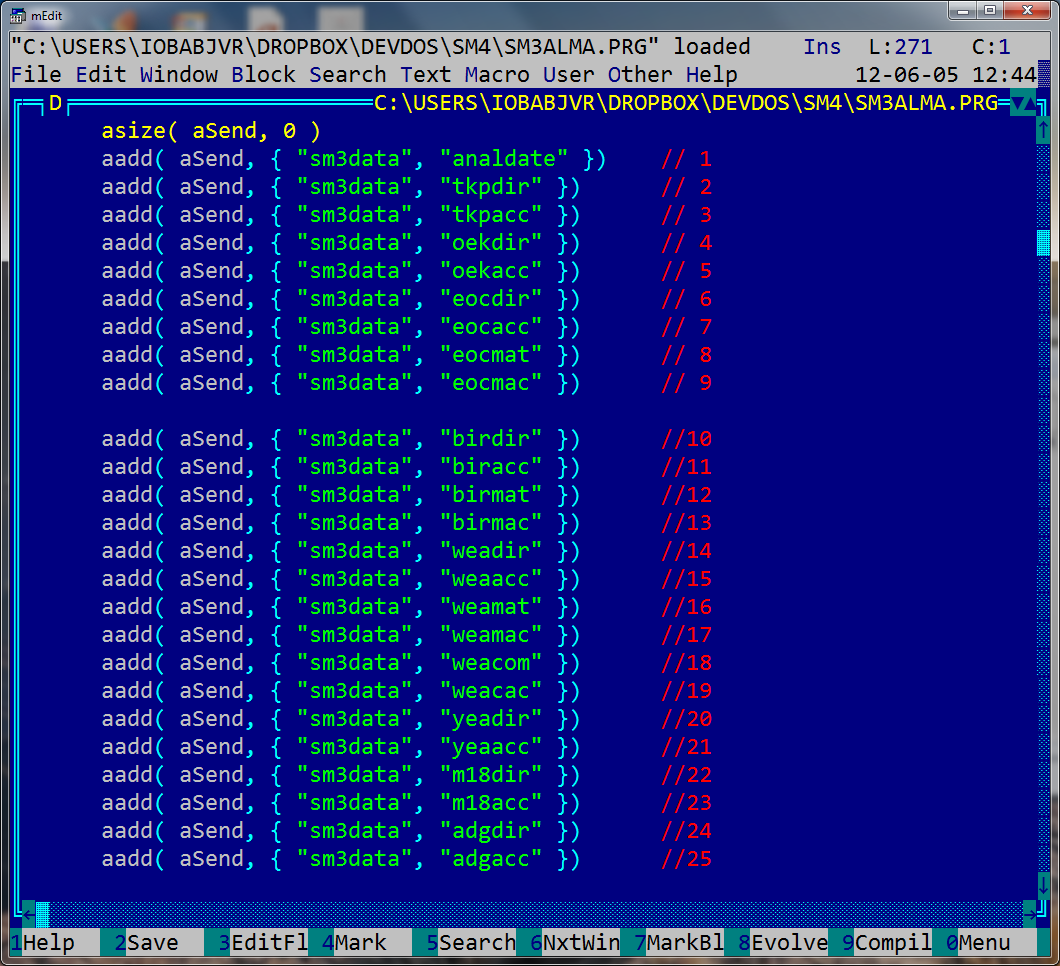 mEdit
"C:\USERS\IOBABJVR\DROPBOX\DEVDOS\SM4\SM3ALMA.PRG" loaded    Ins  L:271   C:1
File Edit Window Block Search Text Macro User Other Help         12-06-05 12:44
D C:\USERS\IOBABJVR\DROPBOX\DEVDOS\SM4\SM3ALMA.PRG
asize( aSend, 0 )
aadd( aSend, { "sm3data", "analdate" })    // 1
aadd( aSend, { "sm3data", "tkpdir" })      // 2
aadd( aSend, { "sm3data", "tkpacc" })      // 3
aadd( aSend, { "sm3data", "oekdir" })      // 4
aadd( aSend, { "sm3data", "oekacc" })      // 5
aadd( aSend, { "sm3data", "eocdir" })      // 6
aadd( aSend, { "sm3data", "eocacc" })      // 7
aadd( aSend, { "sm3data", "eocmat" })      // 8
aadd( aSend, { "sm3data", "eocmac" })      // 9
aadd( aSend, { "sm3data", "birdir" })      //10
aadd( aSend, { "sm3data", "biracc" })      //11
aadd( aSend, { "sm3data", "birmat" })      //12
aadd( aSend, { "sm3data", "birmac" })      //13
aadd( aSend, { "sm3data", "weadir" })      //14
aadd( aSend, { "sm3data", "weaacc" })      //15
aadd( aSend, { "sm3data", "weamat" })      //16
aadd( aSend, { "sm3data", "weamac" })      //17
aadd( aSend, { "sm3data", "weacom" })      //18
aadd( aSend, { "sm3data", "weacac" })      //19
aadd( aSend, { "sm3data", "yeadir" })      //20
aadd( aSend, { "sm3data", "yeaacc" })      //21
aadd( aSend, { "sm3data", "m18dir" })      //22
aadd( aSend, { "sm3data", "m18acc" })      //23
aadd( aSend, { "sm3data", "adgdir" })      //24
aadd( aSend, { "sm3data", "adgacc" })      //25
1Help   2Save   3EditFl 4Mark   5Search 6NxtWin 7MarkBl 8Evolve 9Compil 0Menu